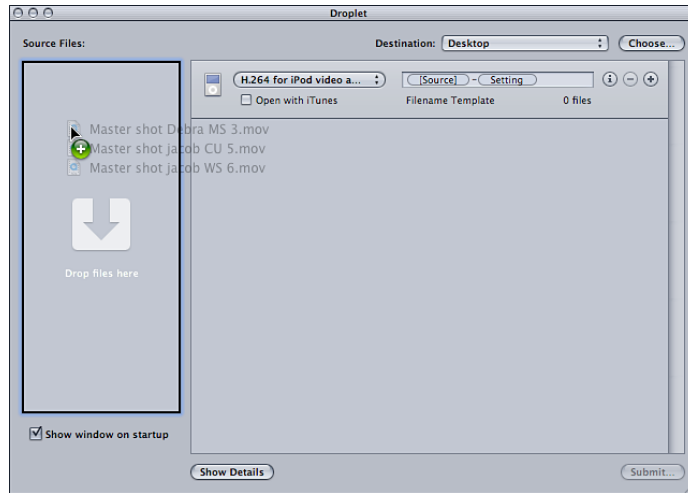 Droplet
Source Files:
Destination: Desktop
Choose...
H.264 for iPod video a...
[Source] - Setting
Open with iTunes
Filename Template
0 files
Master shot Debra MS 3.mov
Master shot jacob CU 5.mov
Master shot jacob WS 6.mov
Drop files here
Show window on startup
Show Details
Submit...